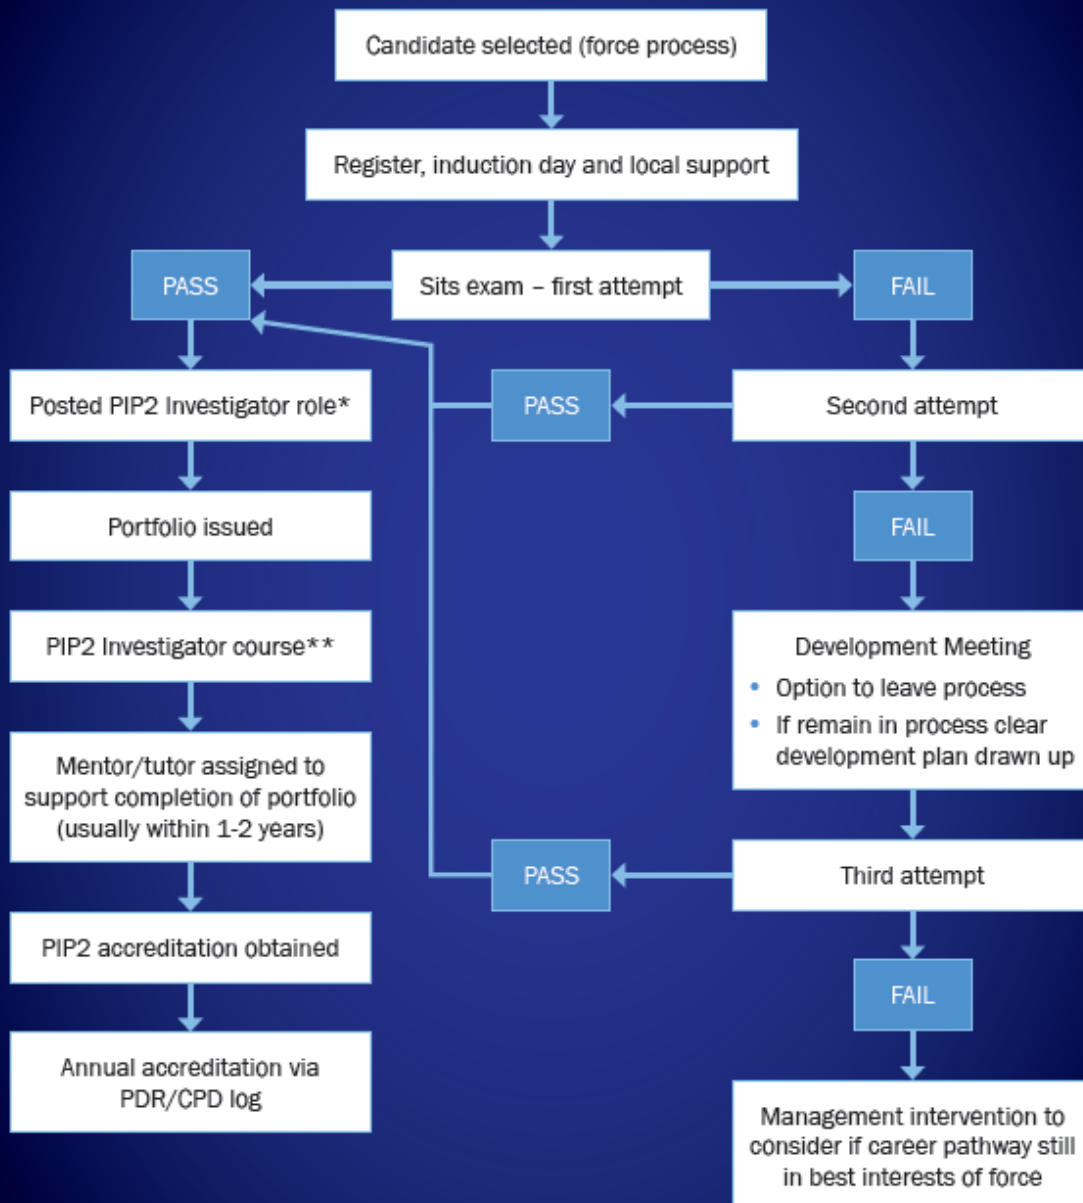 Candidate selected (force process)
Register, induction day and local support
PASS
Sits exam – first attempt
FAIL
Posted PIP2 Investigator role*
PASS
Second attempt
Portfolio issued
FAIL
PIP2 Investigator course**
Development Meeting
• Option to leave process
• If remain in process clear
development plan drawn up
Mentor/tutor assigned to
support completion of portfolio
(usually within 1-2 years)
PASS
Third attempt
PIP2 accreditation obtained
FAIL
Annual accreditation via
PDR/CPD log
Management intervention to
consider if career pathway still
in best interests of force